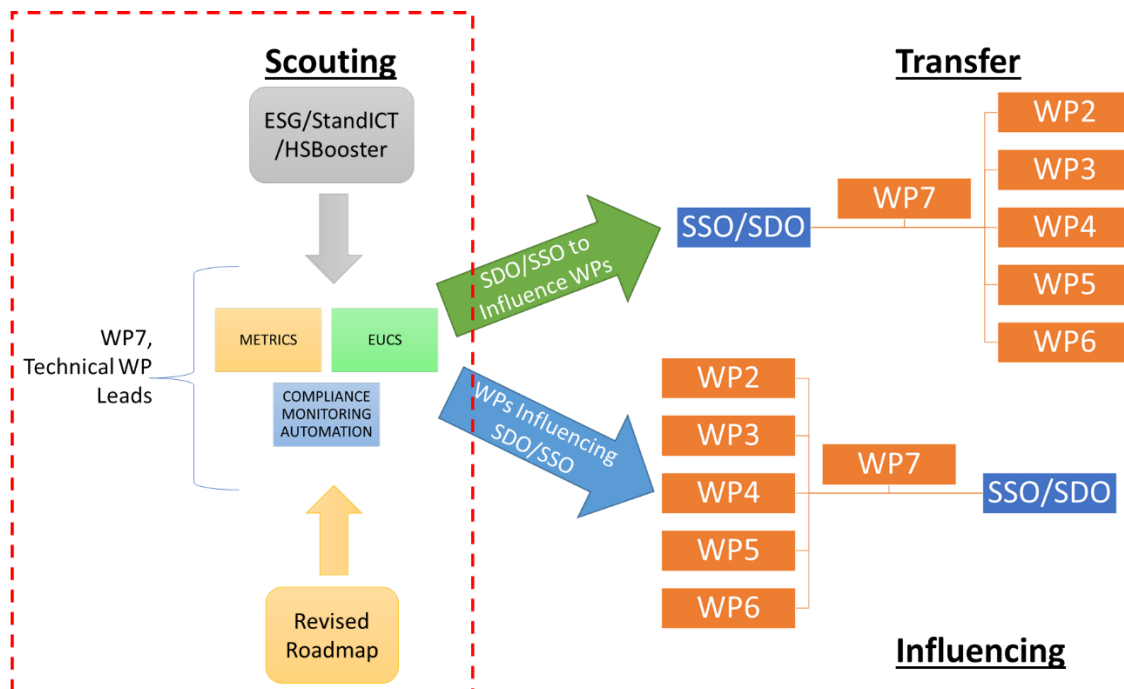 Scouting
ESG/StandICT
/HSBooster
WP7,
Technical WP
Leads
METRICS
EUCS
COMPLIANCE
MONITORING
AUTOMATION
Revised
Roadmap
SDO/SSO to
Influence WPs
WPs Influencing
SDO/SSO
Transfer
SSO/SDO
WP7
WP2
WP3
WP4
WP5
WP6
WP2
WP3
WP4
WP5
WP6
WP7
SSO/SDO
Influencing